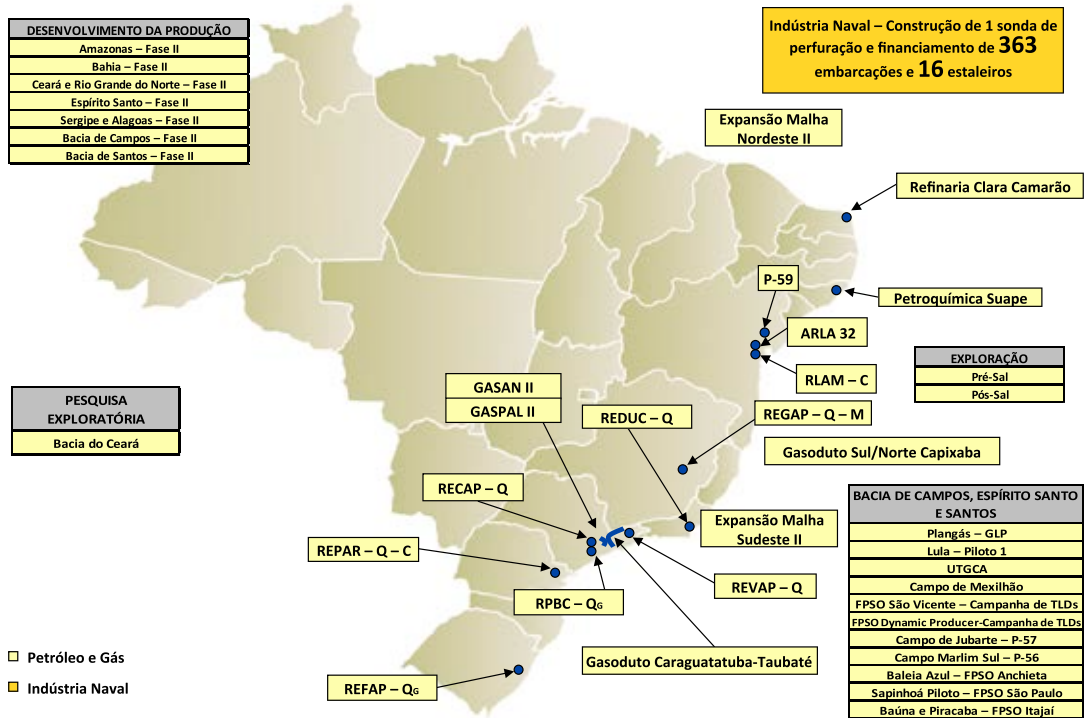 DESENVOLVIMENTO DA PRODUÇÃO
Amazonas – Fase II
Bahia – Fase II
Ceará e Rio Grande do Norte – Fase II
Espírito Santo – Fase II
Sergipe e Alagoas – Fase II
Bacia de Campos – Fase II
Bacia de Santos – Fase II
Indústria Naval – Construção de 1 sonda de
perfuração e financiamento de 363
embarcações e 16 estaleiros
Expansão Malha
Nordeste II
Refinaria Clara Camarão
P-59
Petroquímica Suape
ARLA 32
RLAM – C
EXPLORAÇÃO
Pré-Sal
Pós-Sal
PESQUISA
EXPLORATÓRIA
Bacia do Ceará
GASAN II
GASPAL II
REDUC – Q
REGAP – Q – M
Gasoduto Sul/Norte Capixaba
RECAP – Q
Expansão Malha
Sudeste II
REPAR – Q – C
REVAP – Q
RPBC – QG
Gasoduto Caraguatatuba-Taubaté
REFAP – QG
BACIA DE CAMPOS, ESPÍRITO SANTO
E SANTOS
Plangás – GLP
Lula – Piloto 1
UTGCA
Campo de Mexilhão
FPSO São Vicente – Campanha de TLDs
FPSO Dynamic Producer-Campanha de TLDs
Campo de Jubarte – P-57
Campo Marlim Sul – P-56
Baleia Azul – FPSO Anchieta
Sapinhoá Piloto – FPSO São Paulo
Baúna e Piracaba – FPSO Itajaí
Petróleo e Gás
Indústria Naval